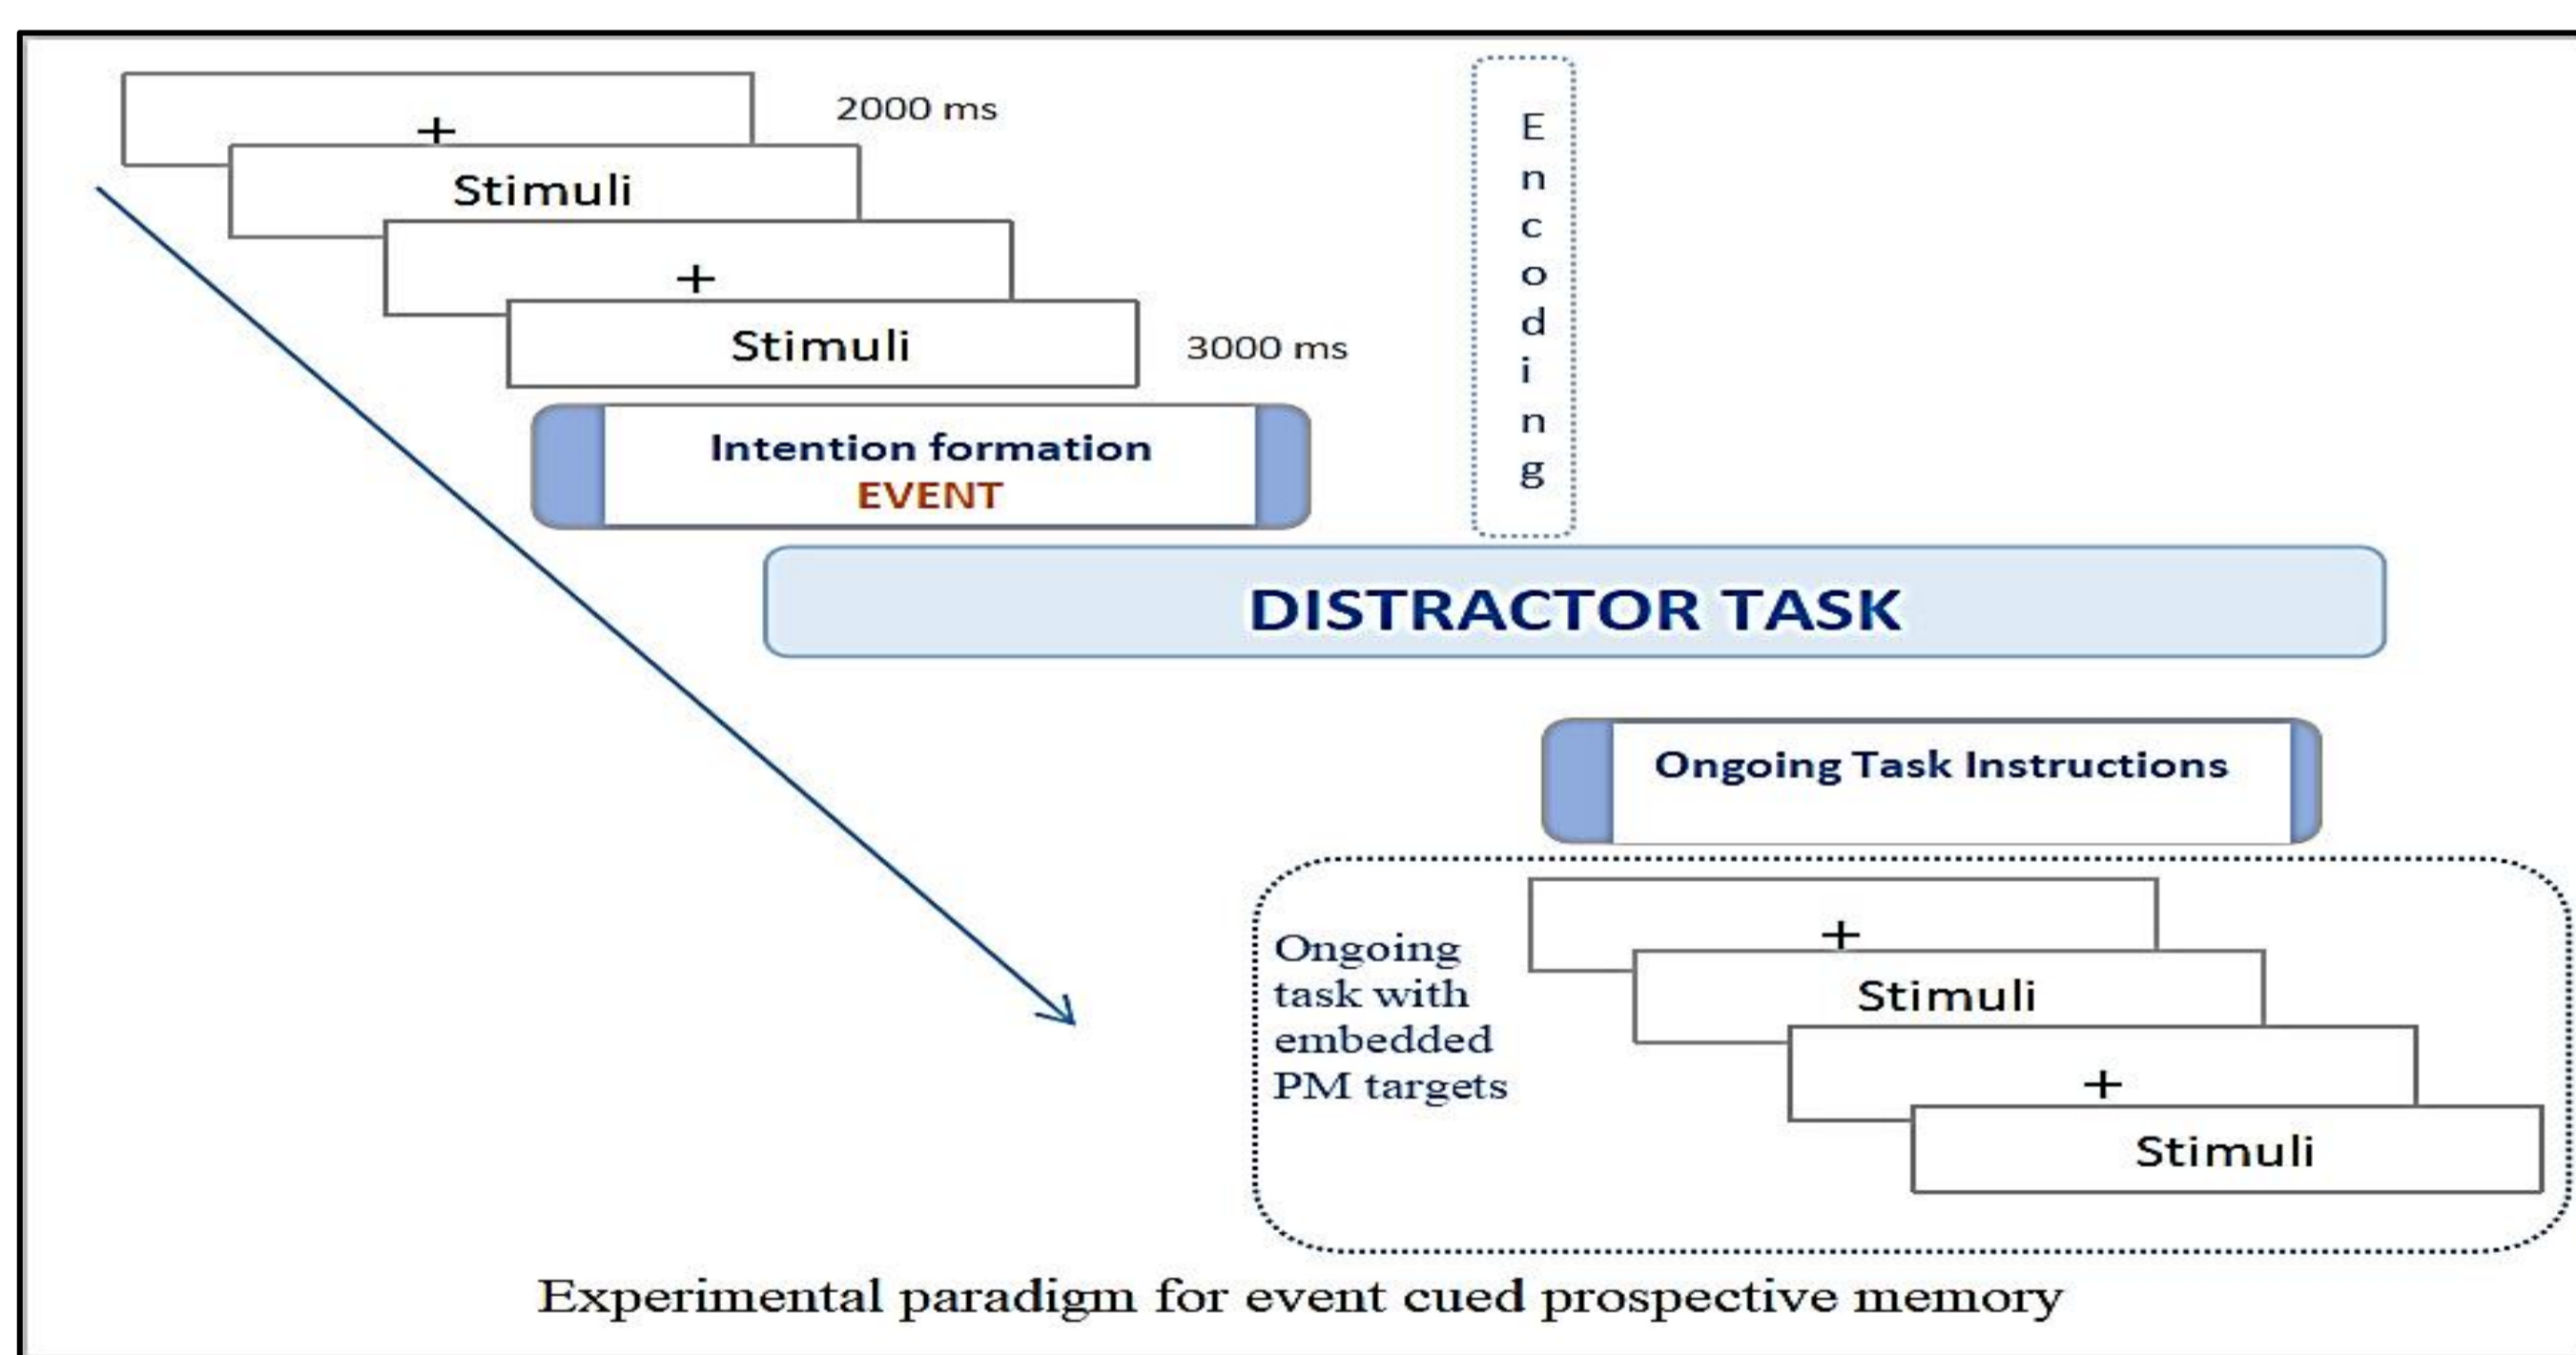 +
2000 ms
Stimuli
+
Stimuli
3000 ms
Encoding
Intention formation
EVENT
DISTRACTOR TASK
Ongoing Task Instructions
Ongoing
task with
embedded
PM targets
+
Stimuli
+
Stimuli
Experimental paradigm for event cued prospective memory